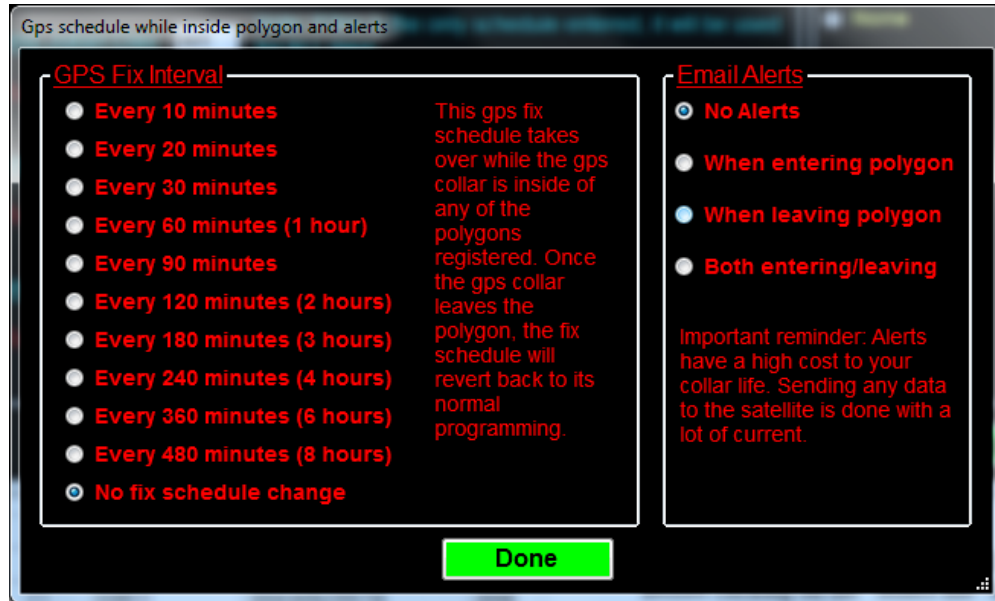 Gps schedule while inside polygon and alerts
GPS Fix Interval
Every 10 minutes
Every 20 minutes
Every 30 minutes
Every 60 minutes (1 hour)
Every 90 minutes
Every 120 minutes (2 hours)
Every 180 minutes (3 hours)
Every 240 minutes (4 hours)
Every 360 minutes (6 hours)
Every 480 minutes (8 hours)
No fix schedule change
This gps fix
schedule takes
over while the gps
collar is inside of
any of the
polygons
registered. Once
the gps collar
leaves the
polygon, the fix
schedule will
revert back to its
normal
programming.
Email Alerts
No Alerts
When entering polygon
When leaving polygon
Both entering/leaving
Important reminder: Alerts
have a high cost to your
collar life. Sending any data
to the satellite is done with a
lot of current.
Done